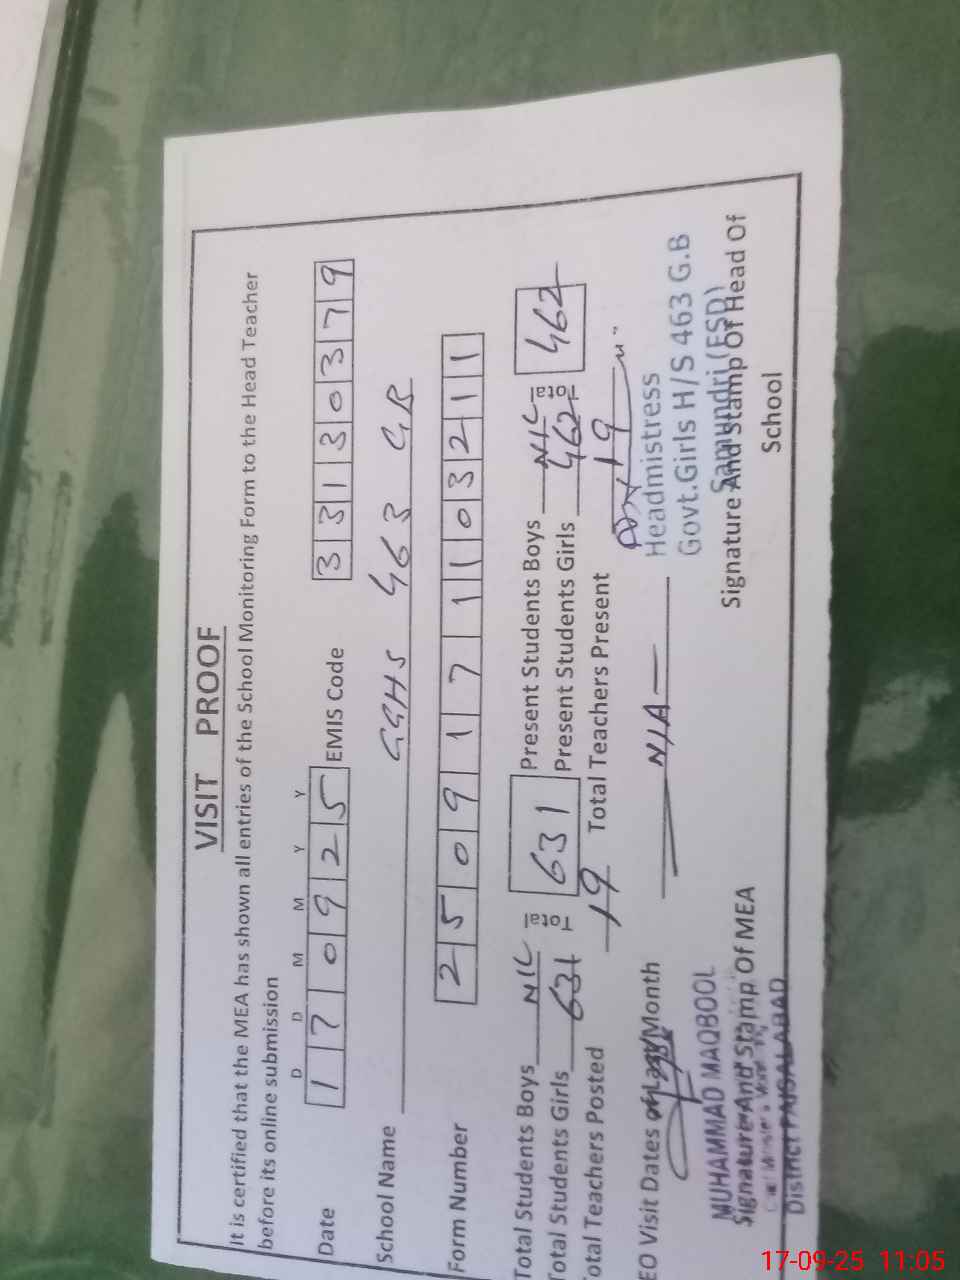 VISIT PROOF
It is certified that the MEA has shown all entries of the School Monitoring Form to the Head Teacher
before its online submission
D D M M Y Y
Date 1 7 0 9 2 5 EMIS Code 3 3 1 3 0 3 7 9
School Name GGHS 463 GB
Form Number 2 5 0 9 1 7 1 1 0 3 2 1 1
Total Students Boys NIL Total 631 Present Students Boys NIL Total 462
Total Students Girls 631 Present Students Girls 462
Total Teachers Posted 19 Total Teachers Present 19
EO Visit Dates of Last Month N/A
Headmistress
Govt.Girls H/S 463 G.B
Samundri (ESD)
MUHAMMAD MAQBOOL
Signature And Stamp Of MEA
District FAISALABAD
Signature And Stamp Of Head Of
School
17-09-25 11:05